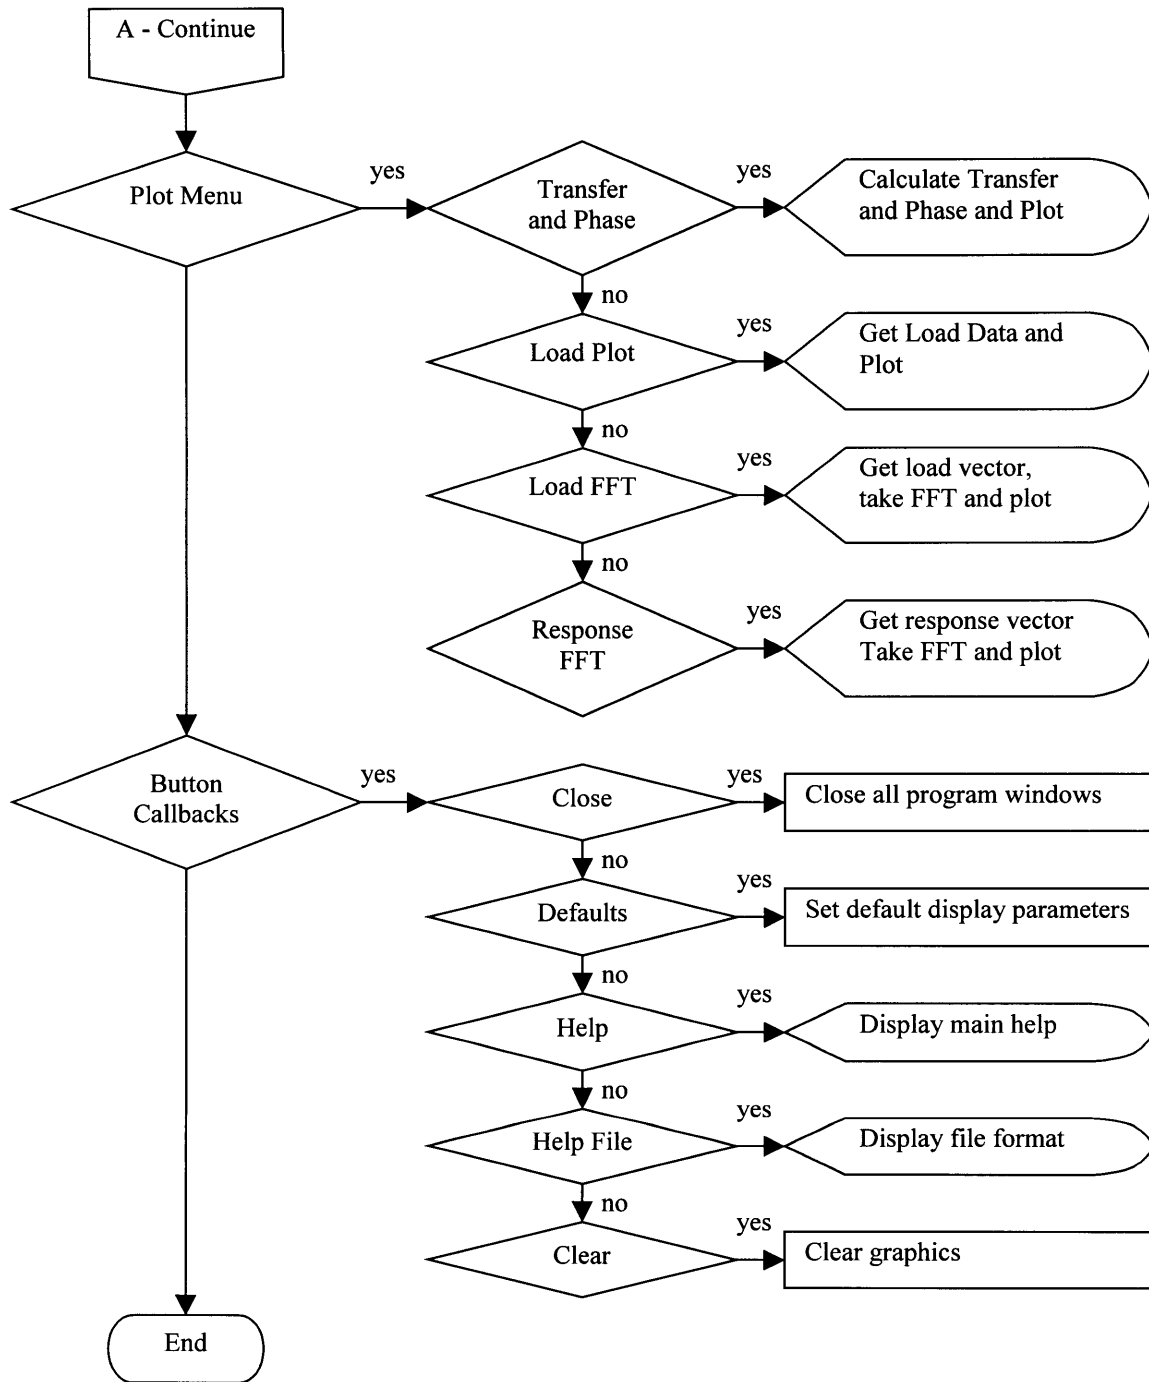 A - Continue
Plot Menu
yes
Transfer
and Phase
yes
Calculate Transfer
and Phase and Plot
no
Load Plot
yes
Get Load Data and
Plot
no
Load FFT
yes
Get load vector,
take FFT and plot
no
Response
FFT
yes
Get response vector
Take FFT and plot
Button
Callbacks
yes
Close
yes
Close all program windows
no
Defaults
yes
Set default display parameters
no
Help
yes
Display main help
no
Help File
yes
Display file format
no
Clear
yes
Clear graphics
End